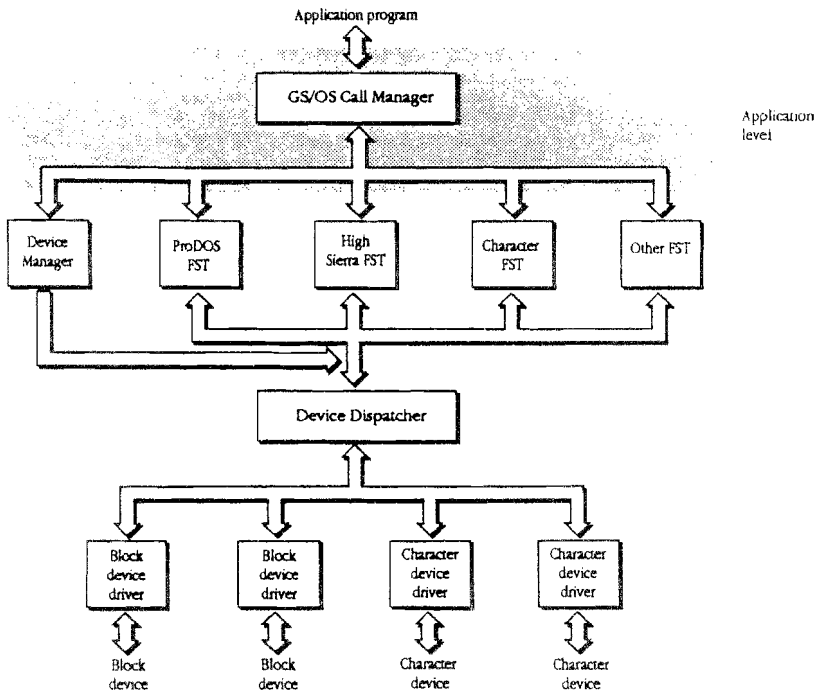 Application program
GS/OS Call Manager
Application
level
Device
Manager
ProDOS
FST
High
Sierra FST
Character
FST
Other FST
Device Dispatcher
Block
device
driver
Block
device
driver
Character
device
driver
Character
device
driver
Block
device
Block
device
Character
device
Character
device